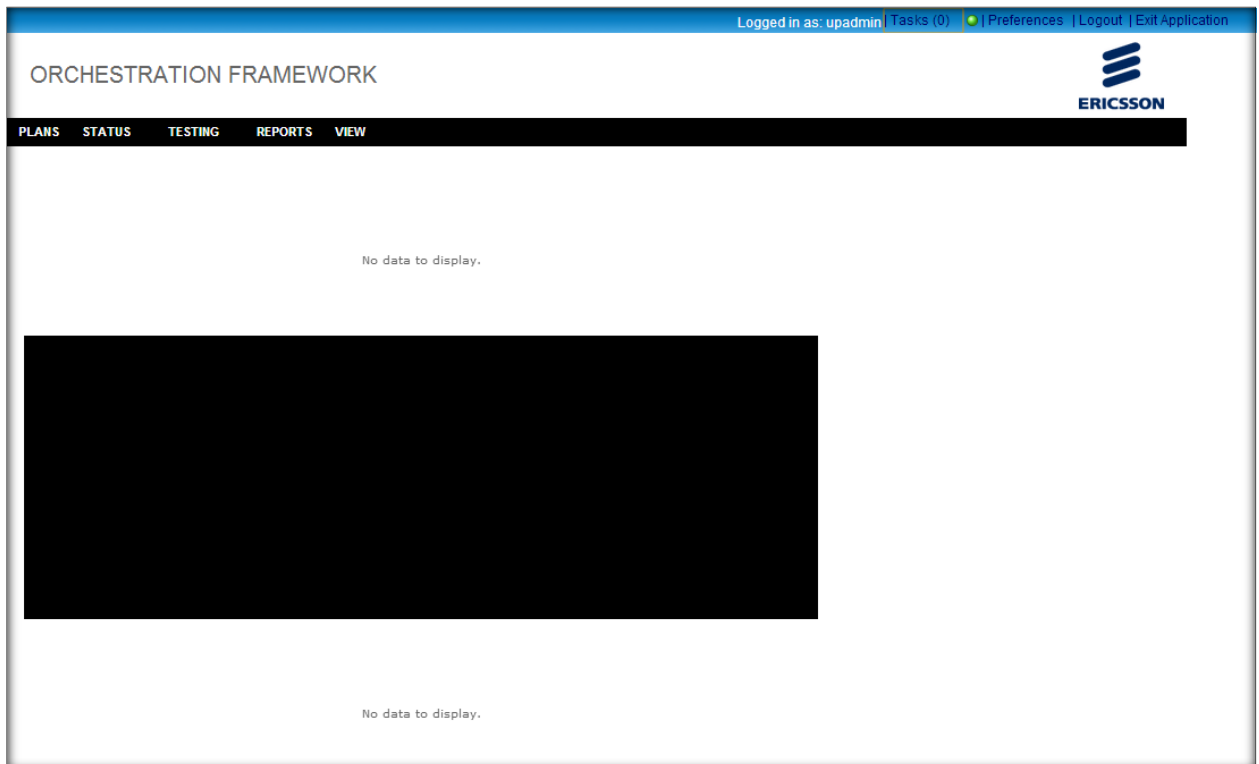 Logged in as: upadmin | Tasks (0) | Preferences | Logout | Exit Application
ORCHESTRATION FRAMEWORK
ERICSSON
PLANS STATUS TESTING REPORTS VIEW
No data to display.
No data to display.